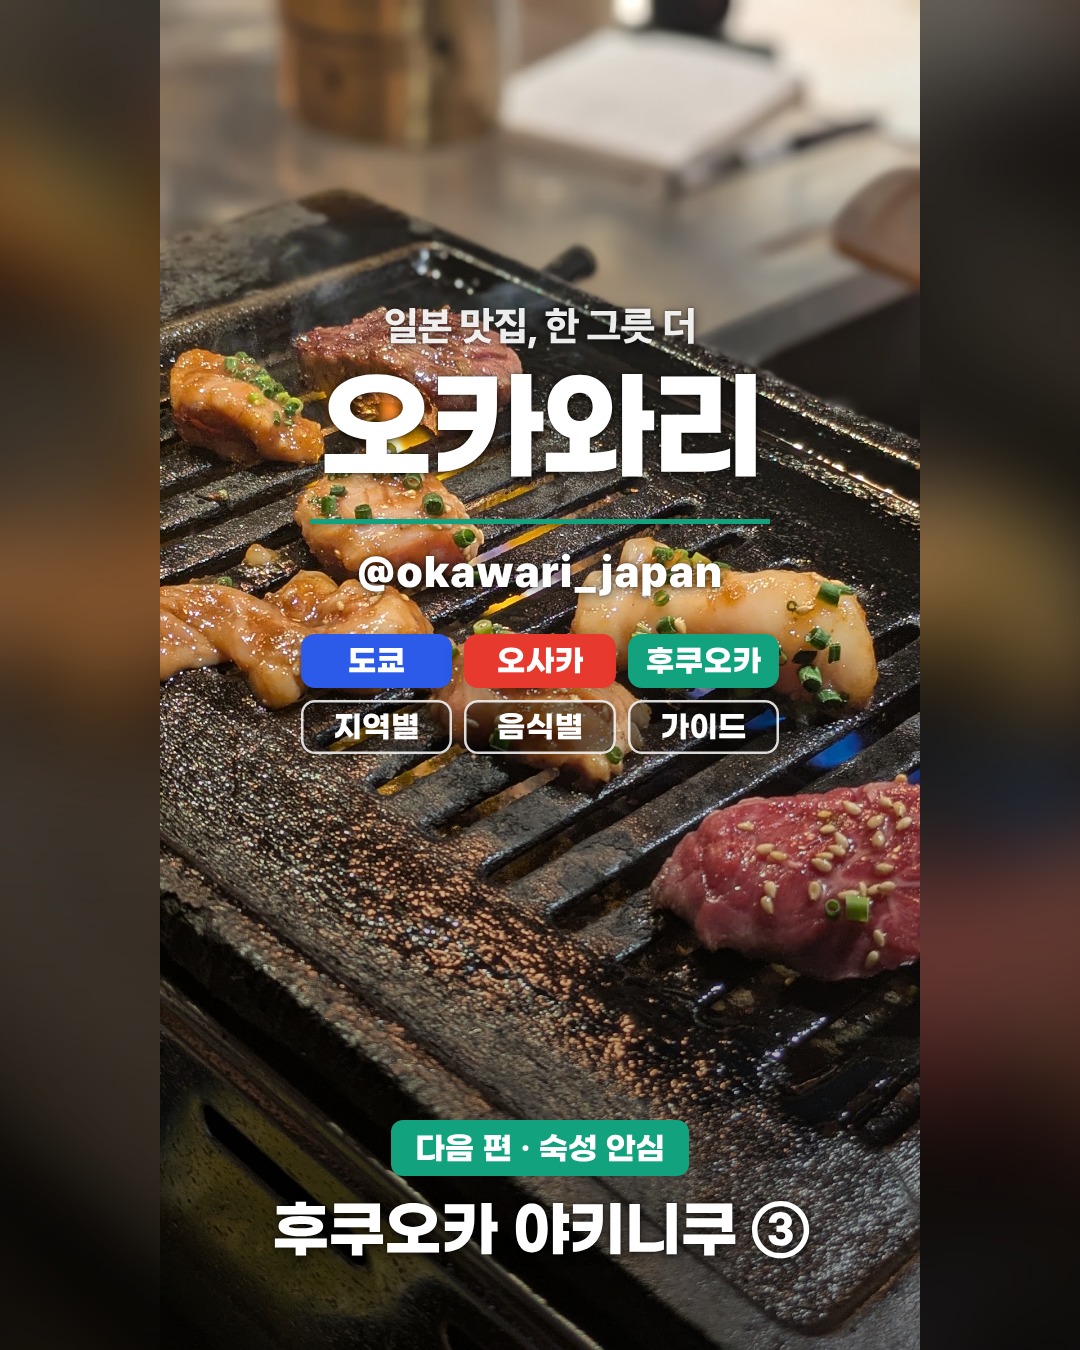 일본 맛집, 한 그릇 더
오카와리
@okawari_japan
도쿄 오사카 후쿠오카
지역별 음식별 가이드
다음 편 · 숙성 안심
후쿠오카 야키니쿠 ③